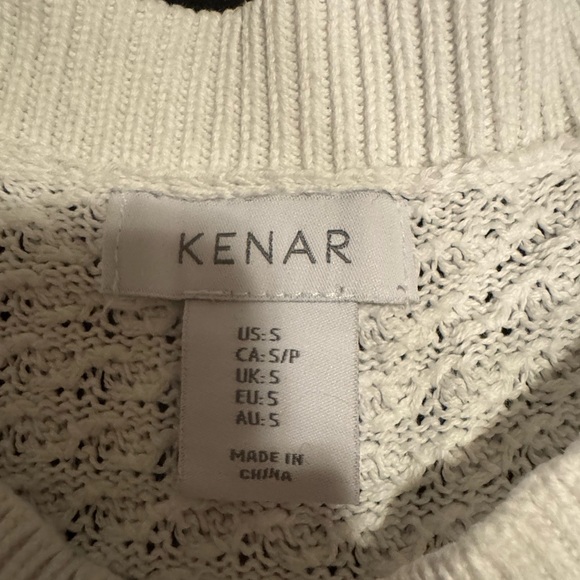 KENAR
US: S
CA: S/P
UK: S
EU: S
AU: S
MADE IN
CHINA